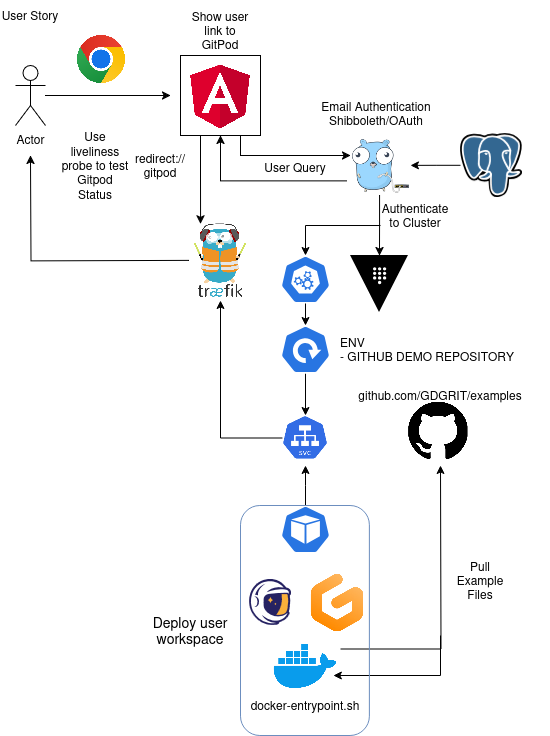 User Story
Show user
link to
GitPod
Email Authentication
Shibboleth/OAuth
Actor
Use
liveliness
probe to test
Gitpod
Status
redirect://
gitpod
User Query
Authenticate
to Cluster
træfik
ENV
- GITHUB DEMO REPOSITORY
github.com/GDGRIT/examples
svc
Pull
Example
Files
Deploy user
workspace
docker-entrypoint.sh